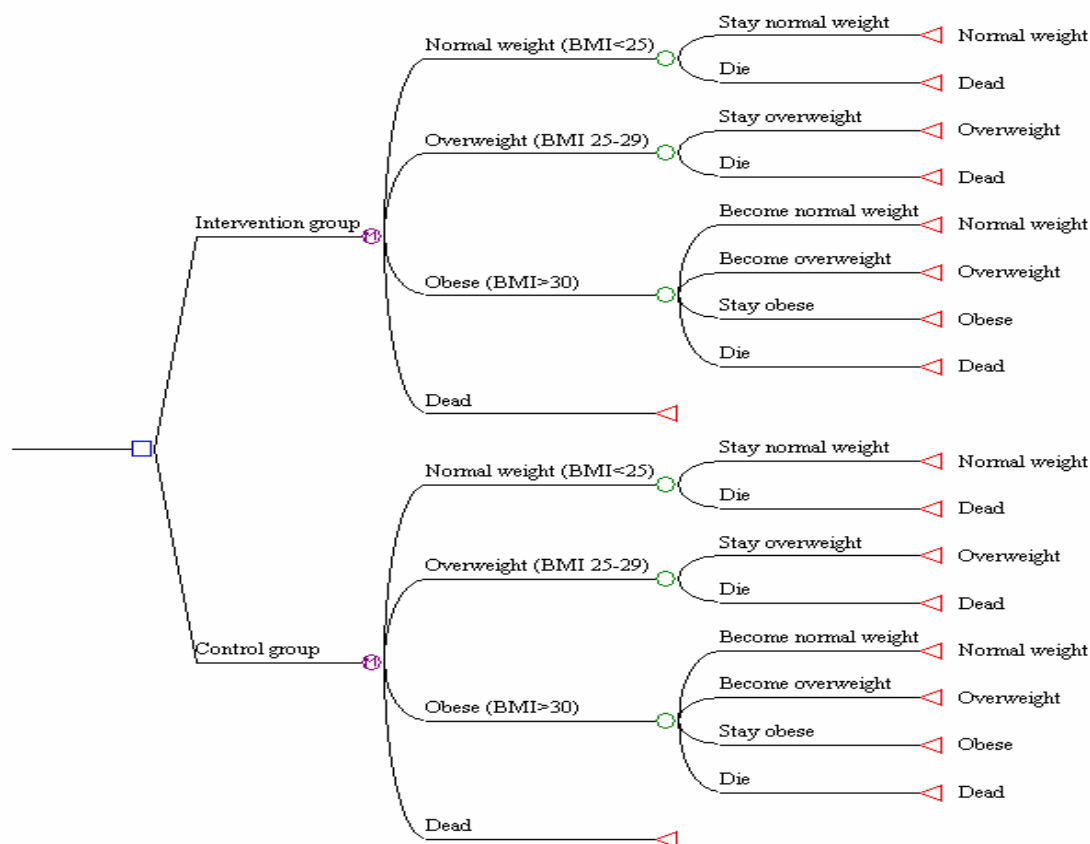 Stay normal weight
Normal weight
Normal weight (BMI<25)
Die
Dead
Stay overweight
Overweight
Overweight (BMI 25-29)
Die
Dead
Become normal weight
Normal weight
Intervention group
M
Become overweight
Overweight
Obese (BMI>30)
Stay obese
Obese
Die
Dead
Dead
Stay normal weight
Normal weight
Normal weight (BMI<25)
Die
Dead
Stay overweight
Overweight
Overweight (BMI 25-29)
Die
Dead
Become normal weight
Normal weight
Control group
M
Become overweight
Overweight
Obese (BMI>30)
Stay obese
Obese
Die
Dead
Dead